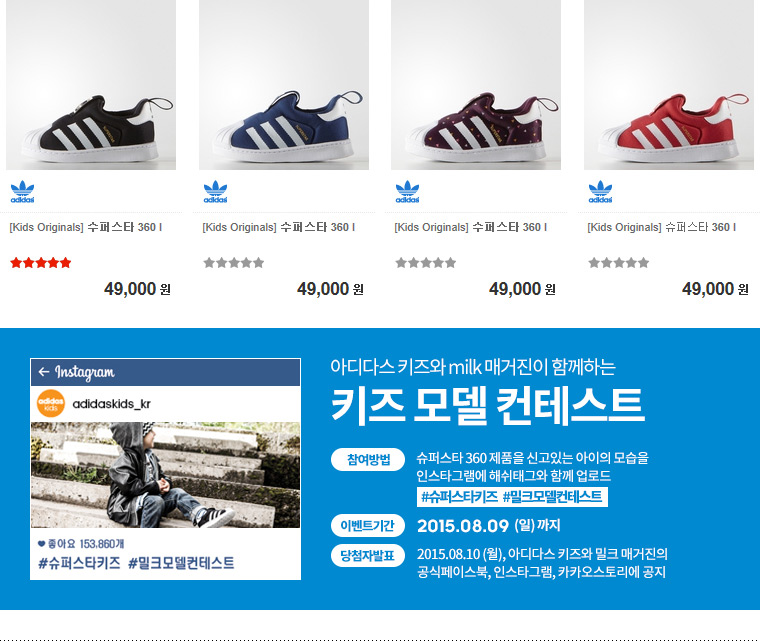 adidas
adidas
adidas
adidas
[Kids Originals] 수퍼스타 360 I
[Kids Originals] 수퍼스타 360 I
[Kids Originals] 수퍼스타 360 I
[Kids Originals] 슈퍼스타 360 I
49,000 원
49,000 원
49,000 원
49,000 원
← Instagram
adidas kids
adidaskids_kr
♥ 좋아요 153.860개
#슈퍼스타키즈 #밀크모델컨테스트
아디다스 키즈와 milk 매거진이 함께하는
키즈 모델 컨테스트
참여방법 슈퍼스타 360 제품을 신고있는 아이의 모습을
인스타그램에 해쉬태그와 함께 업로드
#슈퍼스타키즈 #밀크모델컨테스트
이벤트기간 2015.08.09 (일) 까지
당첨자발표 2015.08.10 (월), 아디다스 키즈와 밀크 매거진의
공식페이스북, 인스타그램, 카카오스토리에 공지